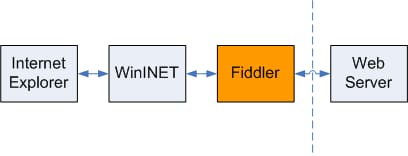 Internet
Explorer
WinINET
Fiddler
Web
Server